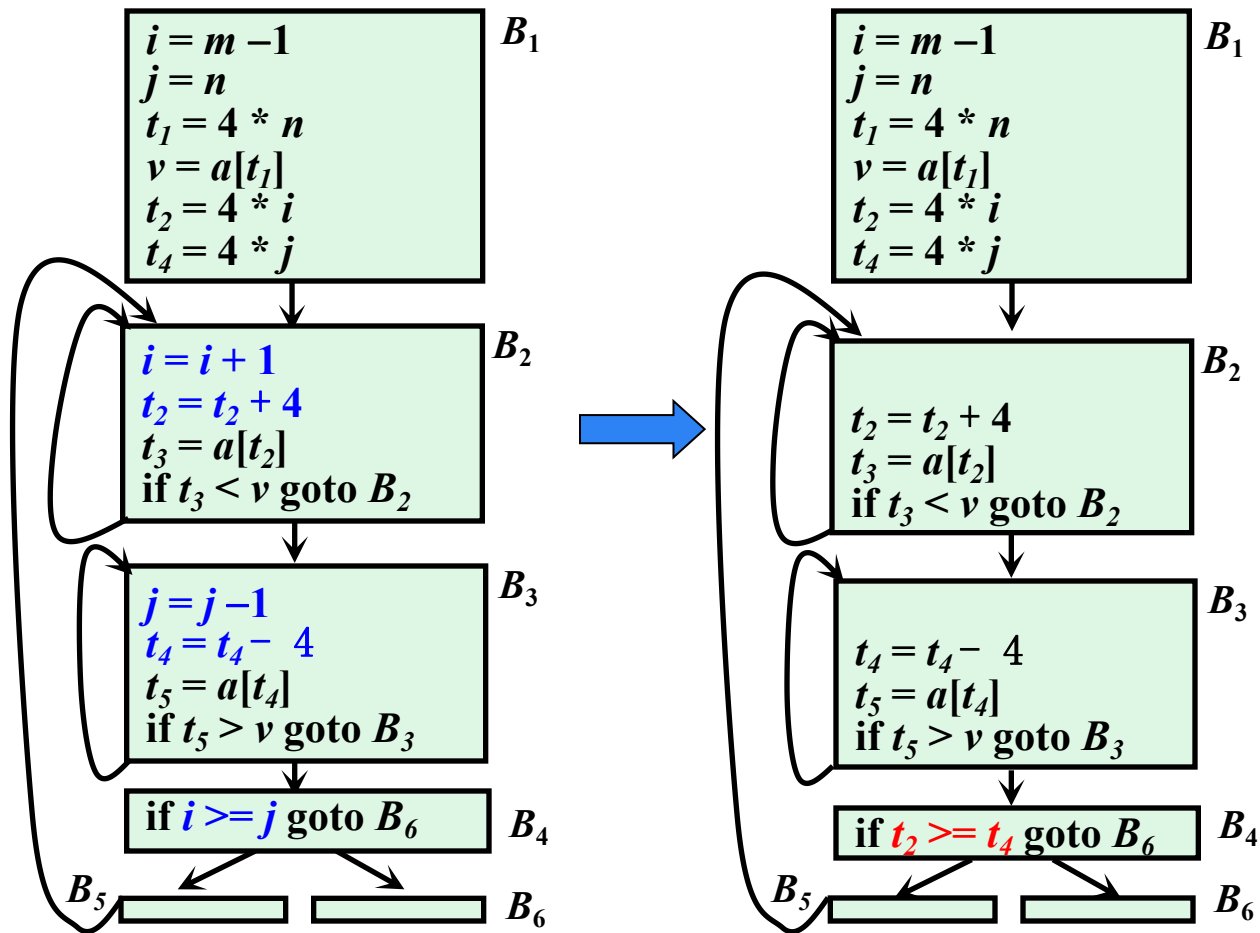 i = m –1
j = n
t₁ = 4 * n
v = a[t₁]
t₂ = 4 * i
t₄ = 4 * j
B₁
i = i + 1
t₂ = t₂ + 4
t₃ = a[t₂]
if t₃ < v goto B₂
B₂
j = j –1
t₄ = t₄ – 4
t₅ = a[t₄]
if t₅ > v goto B₃
B₃
if i >= j goto B₆
B₄
B₅
B₆
i = m –1
j = n
t₁ = 4 * n
v = a[t₁]
t₂ = 4 * i
t₄ = 4 * j
B₁
t₂ = t₂ + 4
t₃ = a[t₂]
if t₃ < v goto B₂
B₂
t₄ = t₄ – 4
t₅ = a[t₄]
if t₅ > v goto B₃
B₃
if t₂ >= t₄ goto B₆
B₄
B₅
B₆